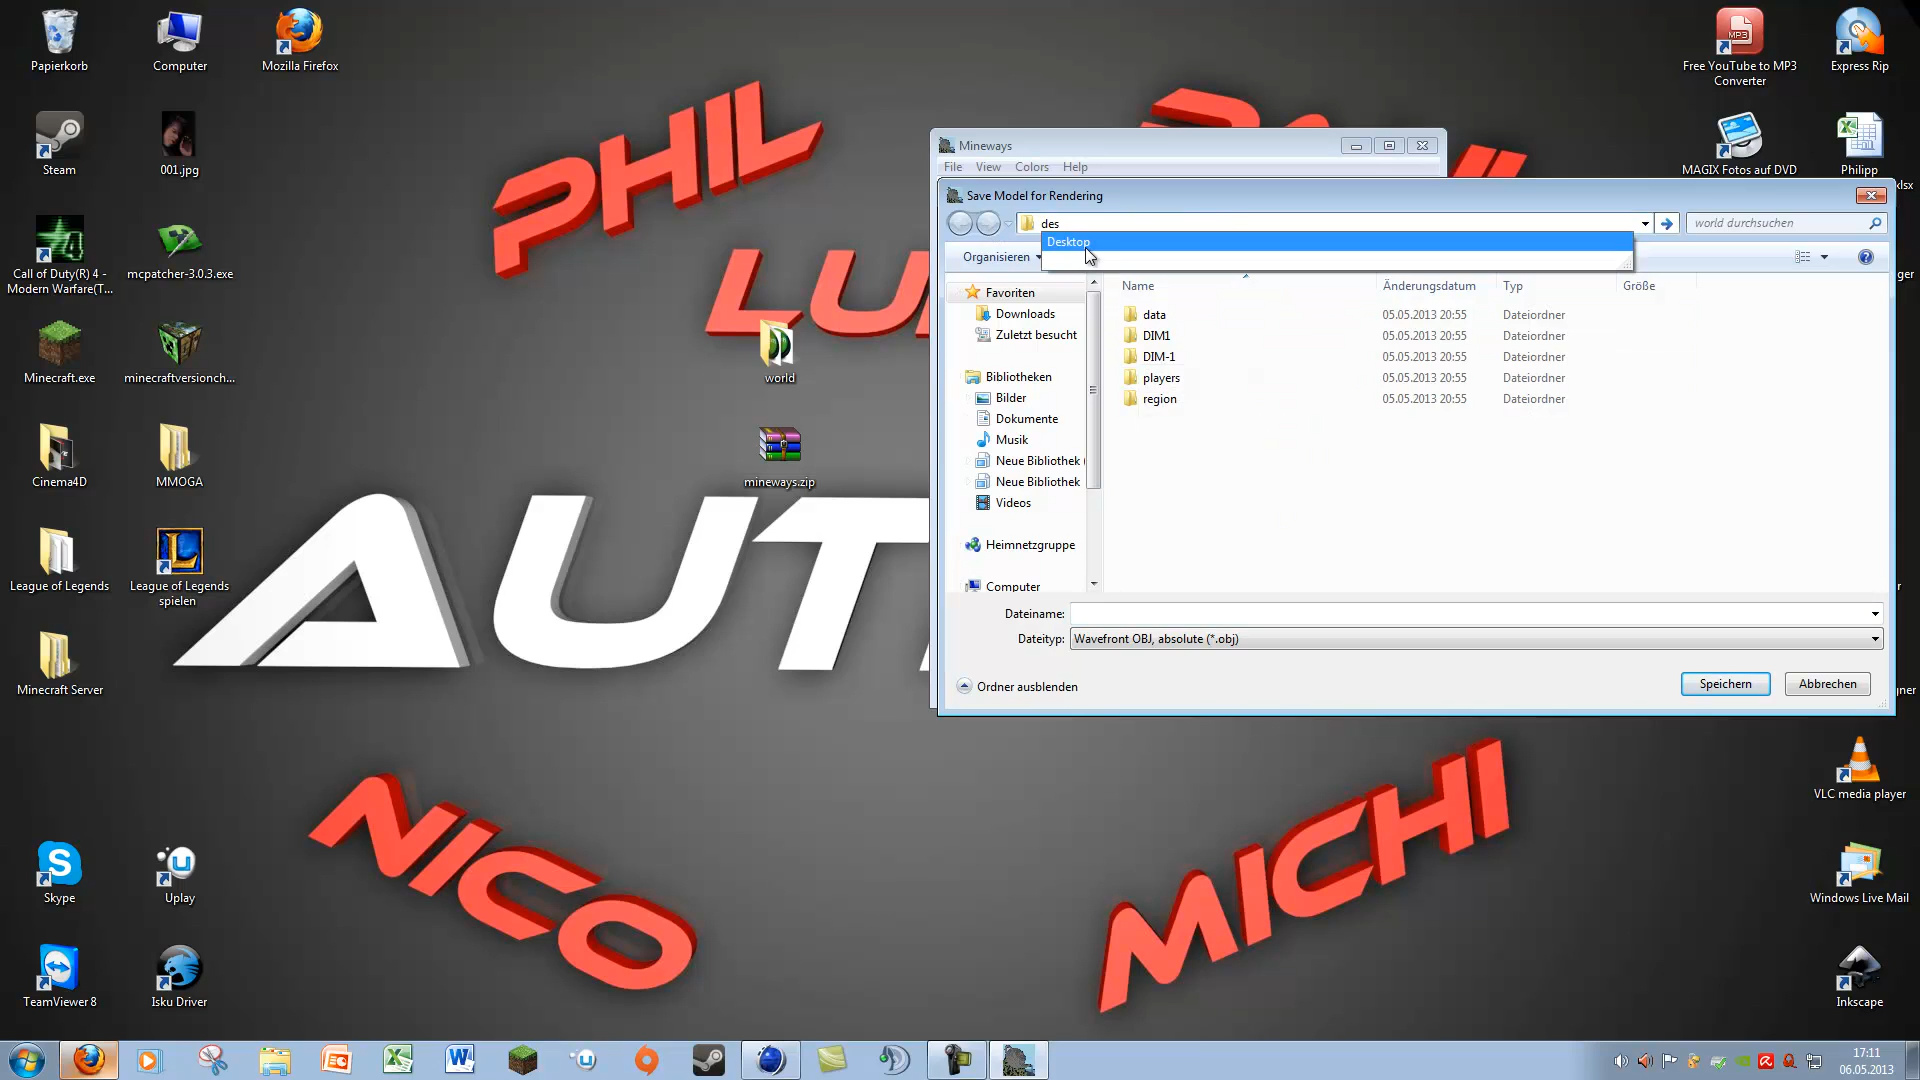 Papierkorb
Computer
Mozilla Firefox
Free YouTube to MP3
Converter
Express Rip
Steam
001.jpg
MAGIX Fotos auf DVD
Philipp
xlsx
Call of Duty(R) 4 -
Modern Warfare(T...
mcpatcher-3.0.3.exe
Minecraft.exe
minecraftversionch...
world
Cinema4D
MMOGA
mineways.zip
League of Legends
League of Legends
spielen
Minecraft Server
PHIL
LU
AUT
NICO
MICHI
Mineways
File View Colors Help
Save Model for Rendering
des
world durchsuchen
Desktop
Organisieren
Name Änderungsdatum Typ Größe
Favoriten
Downloads
Zuletzt besucht
Bibliotheken
Bilder
Dokumente
Musik
Neue Bibliothek
Neue Bibliothek
Videos
Heimnetzgruppe
Computer
data 05.05.2013 20:55 Dateiordner
DIM1 05.05.2013 20:55 Dateiordner
DIM-1 05.05.2013 20:55 Dateiordner
players 05.05.2013 20:55 Dateiordner
region 05.05.2013 20:55 Dateiordner
Dateiname:
Dateityp: Wavefront OBJ, absolute (*.obj)
Ordner ausblenden
Speichern
Abbrechen
VLC media player
Skype
Uplay
Windows Live Mail
TeamViewer 8
Isku Driver
Inkscape
17:11
06.05.2013